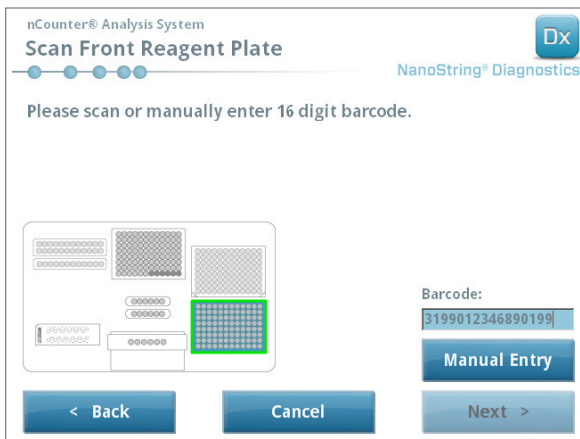 nCounter® Analysis System
Scan Front Reagent Plate
Dx
NanoString® Diagnostics
Please scan or manually enter 16 digit barcode.
Barcode:
3199012346890199
Manual Entry
< Back
Cancel
Next >